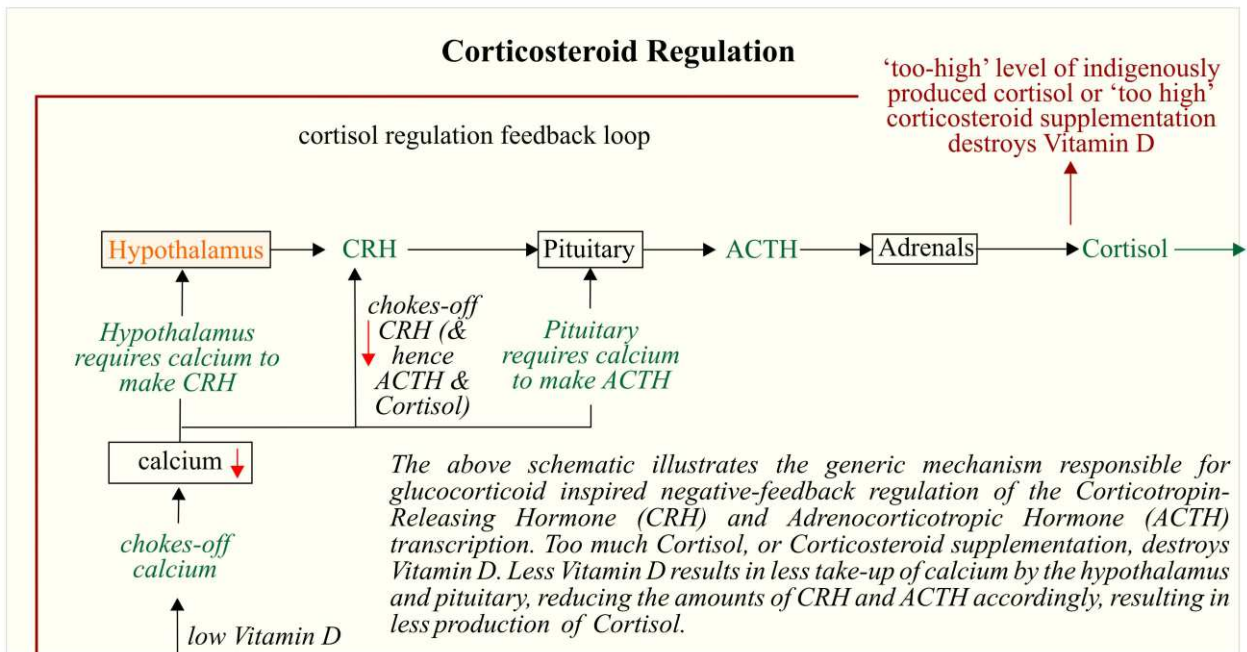 Corticosteroid Regulation
‘too-high’ level of indigenously
produced cortisol or ‘too high’
corticosteroid supplementation
destroys Vitamin D
cortisol regulation feedback loop
Hypothalamus
CRH
Pituitary
ACTH
Adrenals
Cortisol
Hypothalamus
requires calcium to
make CRH
chokes-off
CRH (&
hence
ACTH &
Cortisol)
Pituitary
requires calcium
to make ACTH
calcium
chokes-off
calcium
low Vitamin D
The above schematic illustrates the generic mechanism responsible for
glucocorticoid inspired negative-feedback regulation of the Corticotropin-
Releasing Hormone (CRH) and Adrenocorticotropic Hormone (ACTH)
transcription. Too much Cortisol, or Corticosteroid supplementation, destroys
Vitamin D. Less Vitamin D results in less take-up of calcium by the hypothalamus
and pituitary, reducing the amounts of CRH and ACTH accordingly, resulting in
less production of Cortisol.